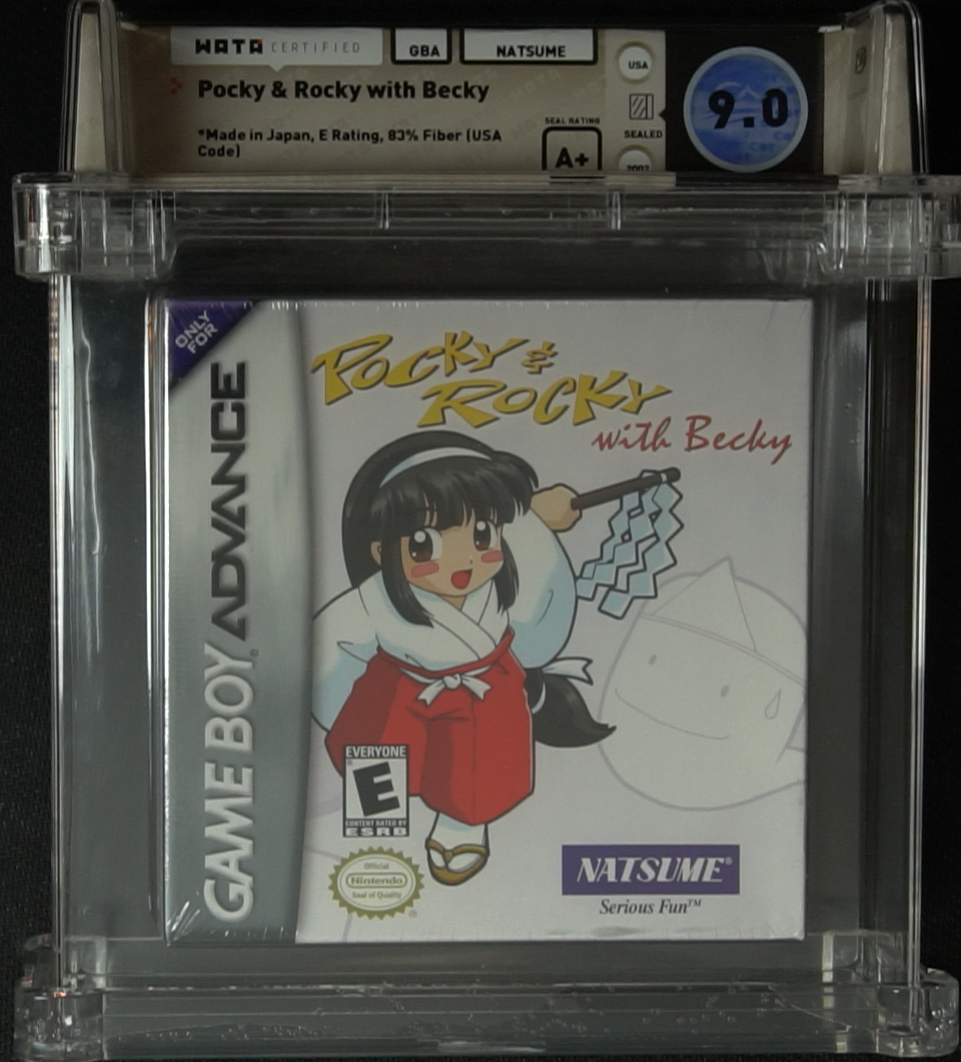 WATA CERTIFIED
GBA
NATSUME
Pocky & Rocky with Becky
*Made in Japan, E Rating, 83% Fiber (USA
Code)
SEAL RATING
A+
USA
SEALED
2002
9.0
ONLY
FOR
GAME BOY ADVANCE
POCKY &
ROCKY
with Becky
EVERYONE
E
CONTENT RATED BY
ESRB
Official
Nintendo
Seal of Quality
NATSUME®
Serious Fun™